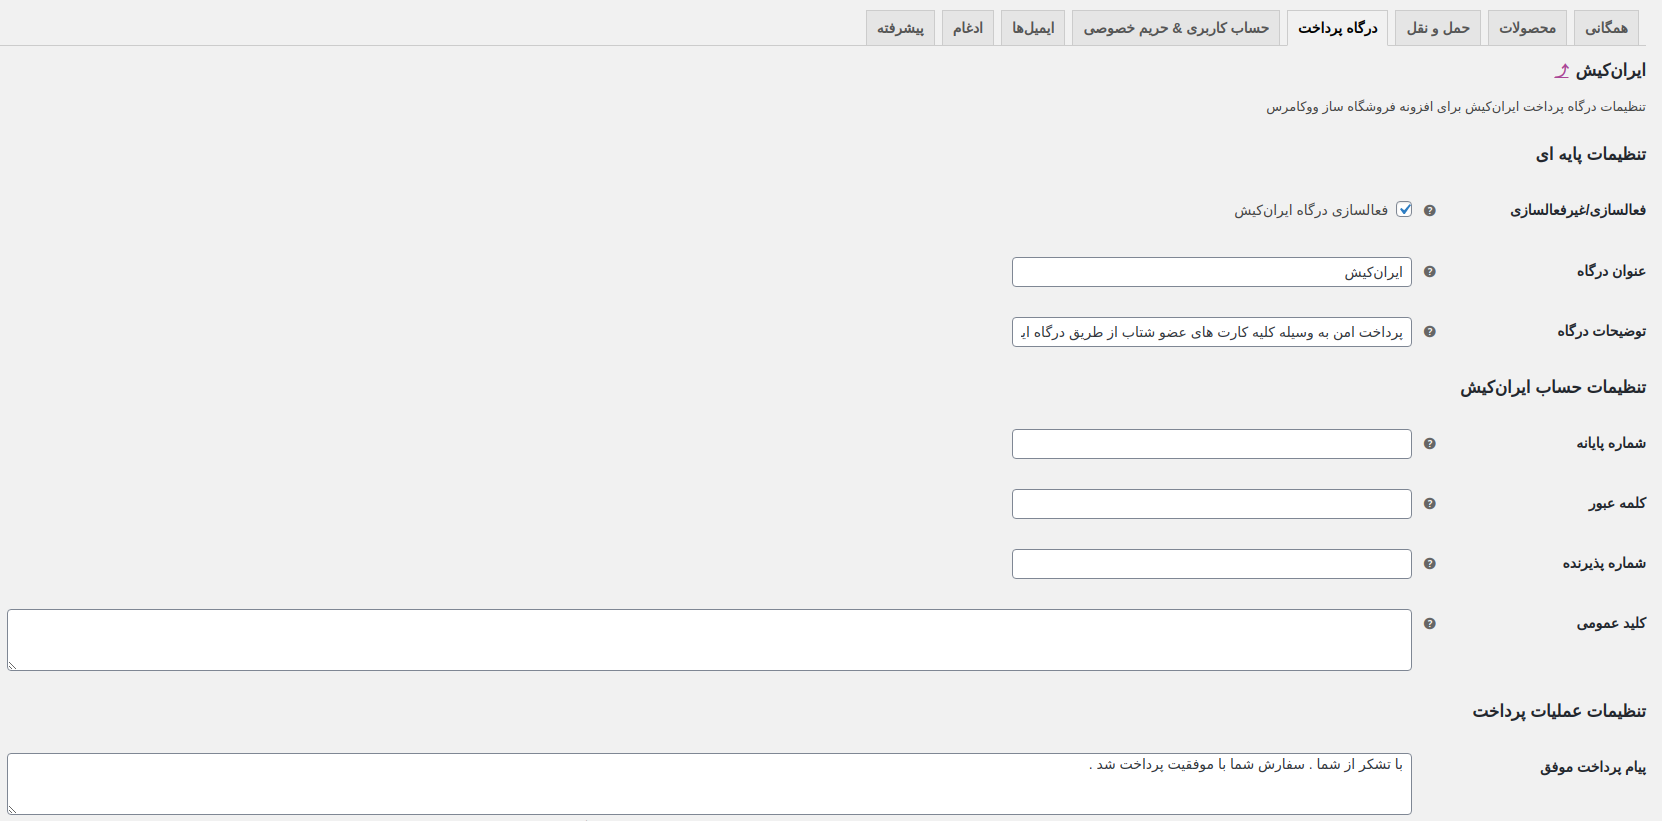 همگانی محصولات حمل و نقل درگاه پرداخت حساب کاربری & حریم خصوصی ایمیل‌ها ادغام پیشرفته
ایران‌کیش
تنظیمات درگاه پرداخت ایران‌کیش برای افزونه فروشگاه ساز ووکامرس
تنظیمات پایه ای
فعالسازی/غیرفعالسازی فعالسازی درگاه ایران‌کیش
عنوان درگاه ایران‌کیش
توضیحات درگاه پرداخت امن به وسیله کلیه کارت های عضو شتاب از طریق درگاه
تنظیمات حساب ایران‌کیش
شماره پایانه
کلمه عبور
شماره پذیرنده
کلید عمومی
تنظیمات عملیات پرداخت
پیام پرداخت موفق با تشکر از شما . سفارش شما با موفقیت پرداخت شد .